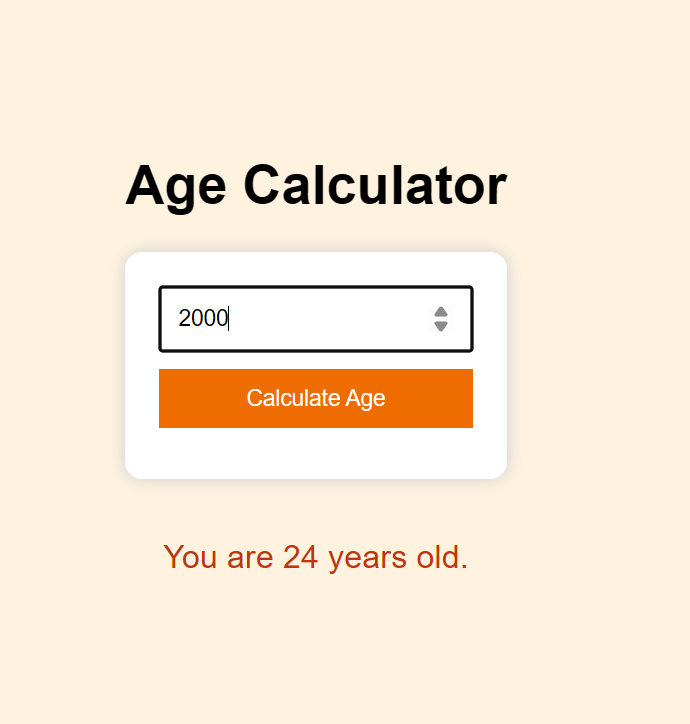 Age Calculator
2000
Calculate Age
You are 24 years old.